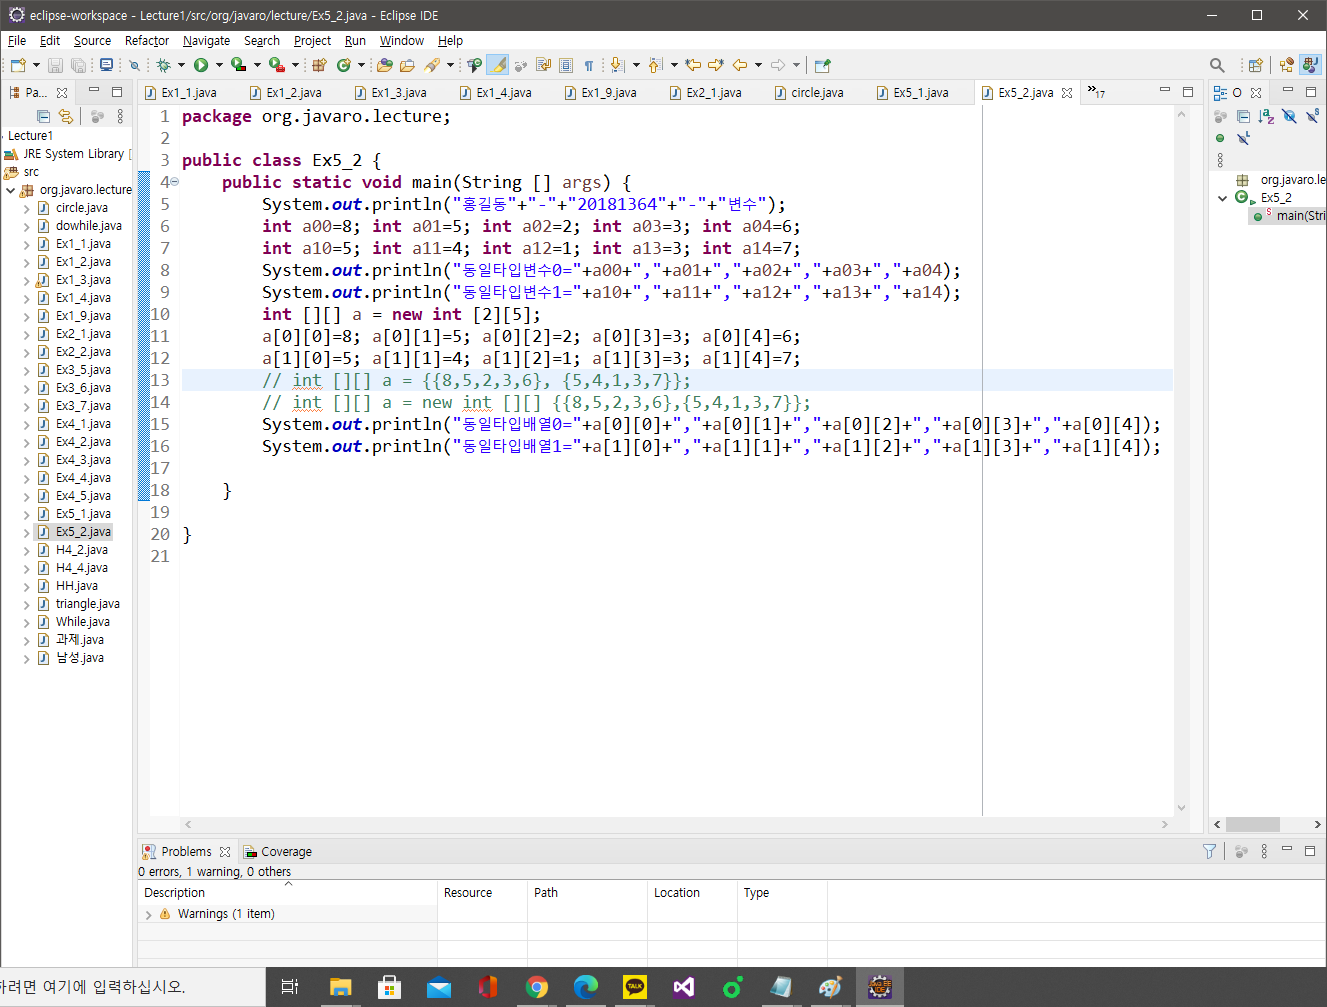 eclipse-workspace - Lecture1/src/org/javaro/lecture/Ex5_2.java - Eclipse IDE
File Edit Source Refactor Navigate Search Project Run Window Help
Pa...
Ex1_1.java Ex1_2.java Ex1_3.java Ex1_4.java Ex1_9.java Ex2_1.java circle.java Ex5_1.java Ex5_2.java »17
O
Lecture1
JRE System Library [
src
org.javaro.lecture
circle.java
dowhile.java
Ex1_1.java
Ex1_2.java
Ex1_3.java
Ex1_4.java
Ex1_9.java
Ex2_1.java
Ex2_2.java
Ex3_5.java
Ex3_6.java
Ex3_7.java
Ex4_1.java
Ex4_2.java
Ex4_3.java
Ex4_4.java
Ex4_5.java
Ex5_1.java
Ex5_2.java
H4_2.java
H4_4.java
HH.java
triangle.java
While.java
과제.java
남성.java
1 package org.javaro.lecture;
2
3 public class Ex5_2 {
4 public static void main(String [] args) {
5 System.out.println("홍길동"+"-"+"20181364"+"-"+"변수");
6 int a00=8; int a01=5; int a02=2; int a03=3; int a04=6;
7 int a10=5; int a11=4; int a12=1; int a13=3; int a14=7;
8 System.out.println("동일타입변수0="+a00+","+a01+","+a02+","+a03+","+a04);
9 System.out.println("동일타입변수1="+a10+","+a11+","+a12+","+a13+","+a14);
10 int [][] a = new int [2][5];
11 a[0][0]=8; a[0][1]=5; a[0][2]=2; a[0][3]=3; a[0][4]=6;
12 a[1][0]=5; a[1][1]=4; a[1][2]=1; a[1][3]=3; a[1][4]=7;
13 // int [][] a = {{8,5,2,3,6}, {5,4,1,3,7}};
14 // int [][] a = new int [][] {{8,5,2,3,6},{5,4,1,3,7}};
15 System.out.println("동일타입배열0="+a[0][0]+","+a[0][1]+","+a[0][2]+","+a[0][3]+","+a[0][4]);
16 System.out.println("동일타입배열1="+a[1][0]+","+a[1][1]+","+a[1][2]+","+a[1][3]+","+a[1][4]);
17
18 }
19
20 }
21
org.javaro.le
Ex5_2
main(Stri
Problems Coverage
0 errors, 1 warning, 0 others
Description Resource Path Location Type
Warnings (1 item)
하려면 여기에 입력하십시오.
TALK
JAVA EE
IDE